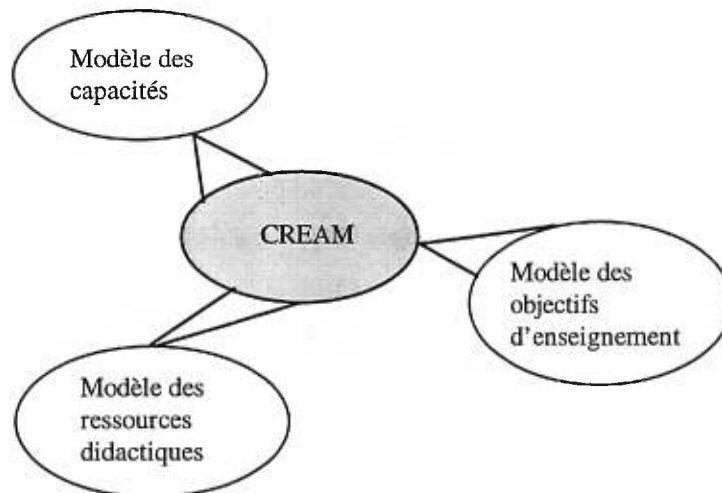 Modèle des
capacités
CREAM
Modèle des
objectifs
d'enseignement
Modèle des
ressources
didactiques